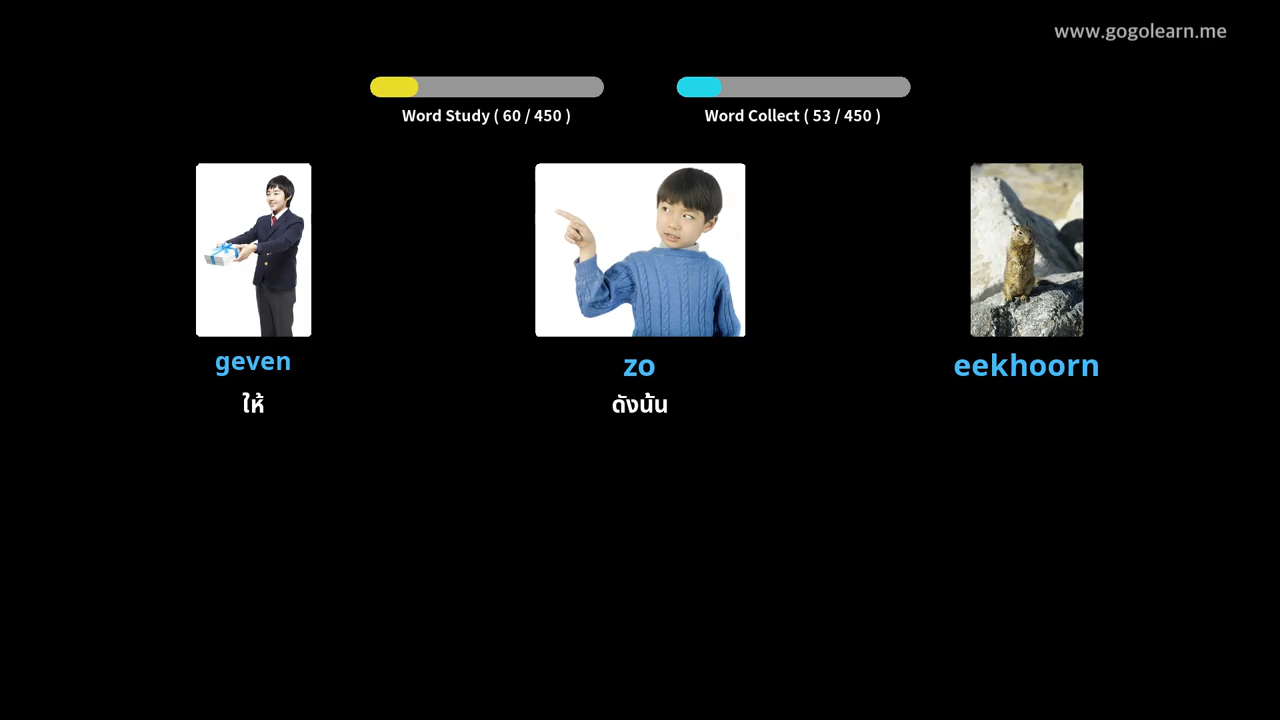 www.gogolearn.me
Word Study ( 60 / 450 )
Word Collect ( 53 / 450 )
geven
zo
eekhoorn
ให้
ดังนั้น